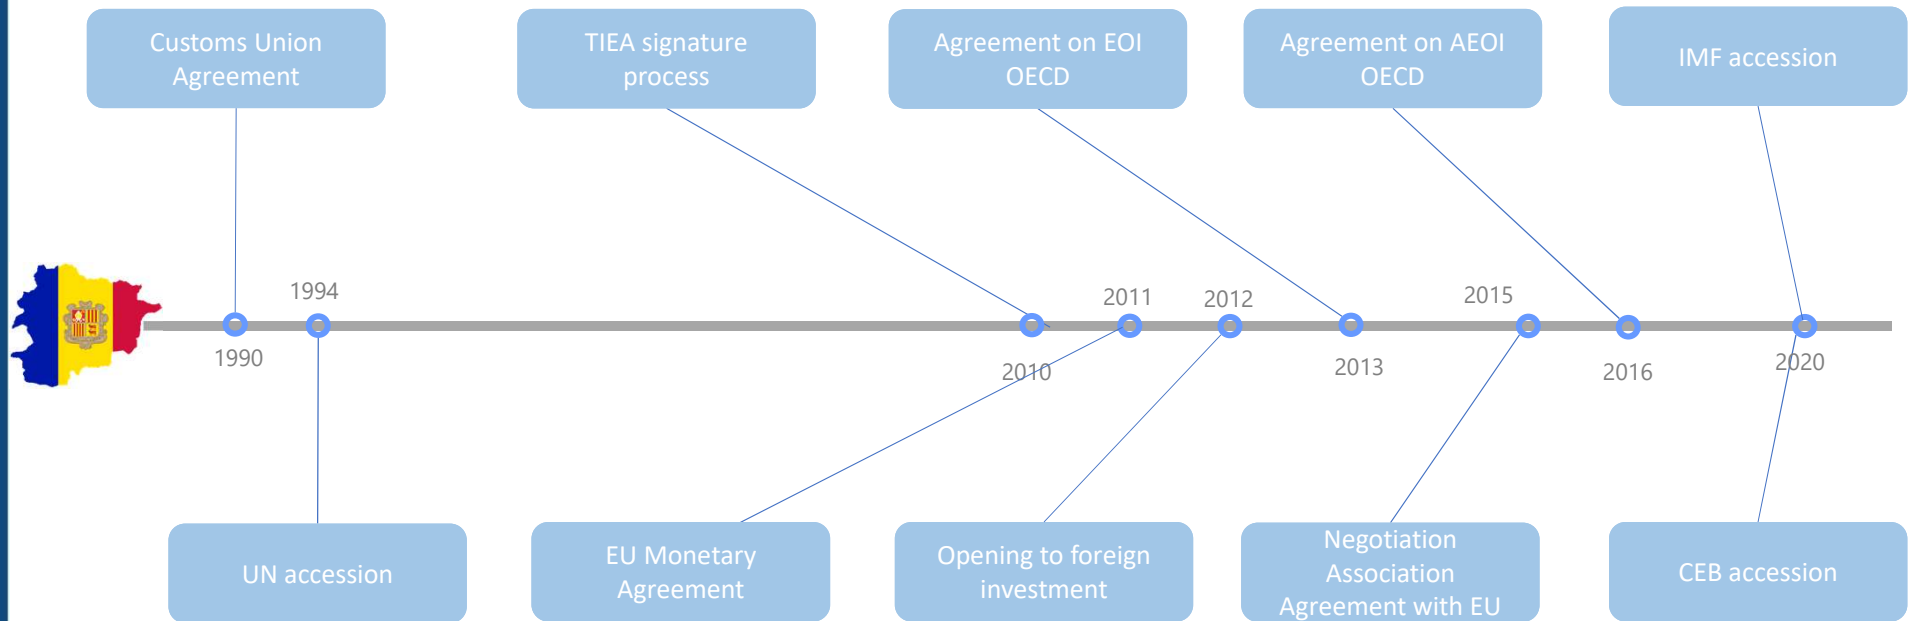 Customs Union
Agreement
TIEA signature
process
Agreement on EOI
OECD
Agreement on AEOI
OECD
IMF accession
1994
2011
2012
2015
1990
2010
2013
2016
2020
UN accession
EU Monetary
Agreement
Opening to foreign
investment
Negotiation
Association
Agreement with EU
CEB accession